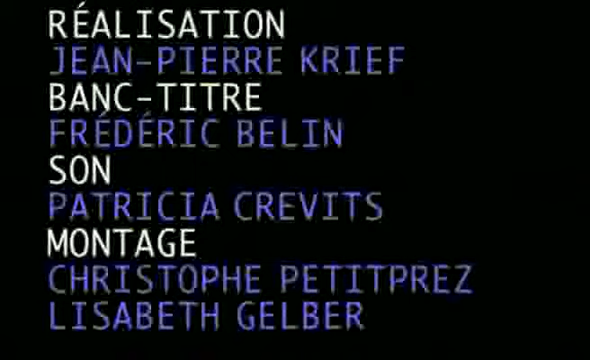 RÉALISATION
JEAN-PIERRE KRIEF
BANC-TITRE
FRÉDÉRIC BELIN
SON
PATRICIA CREVITS
MONTAGE
CHRISTOPHE PETITPREZ
LISABETH GELBER